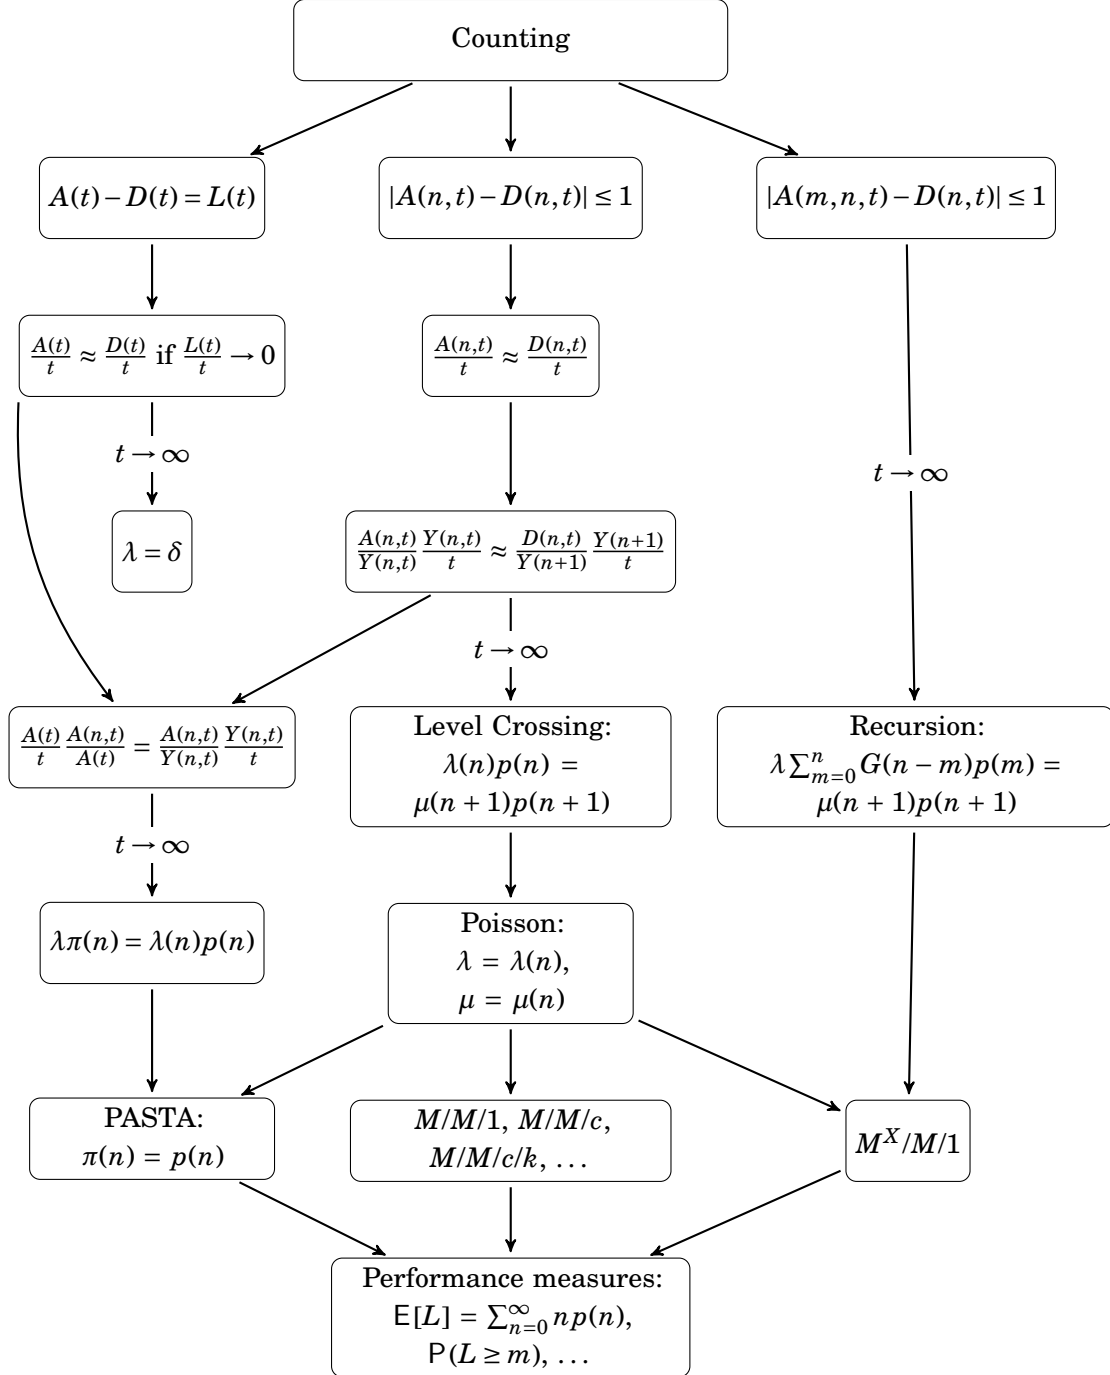 Counting
A(t) − D(t) = L(t)
|A(n,t) − D(n,t)| ≤ 1
|A(m,n,t) − D(n,t)| ≤ 1
A(t)/t ≈ D(t)/t if L(t)/t → 0
A(n,t)/t ≈ D(n,t)/t
t → ∞
t → ∞
λ = δ
A(n,t)/Y(n,t) Y(n,t)/t ≈ D(n,t)/Y(n+1) Y(n+1)/t
t → ∞
A(t)/t A(n,t)/A(t) = A(n,t)/Y(n,t) Y(n,t)/t
Level Crossing:
λ(n)p(n) =
μ(n + 1)p(n + 1)
Recursion:
λ∑_{m=0}^{n} G(n − m)p(m) =
μ(n + 1)p(n + 1)
t → ∞
λπ(n) = λ(n)p(n)
Poisson:
λ = λ(n),
μ = μ(n)
PASTA:
π(n) = p(n)
M/M/1, M/M/c,
M/M/c/k, ...
M^X/M/1
Performance measures:
E[L] = ∑_{n=0}^{∞} np(n),
P(L ≥ m), ...